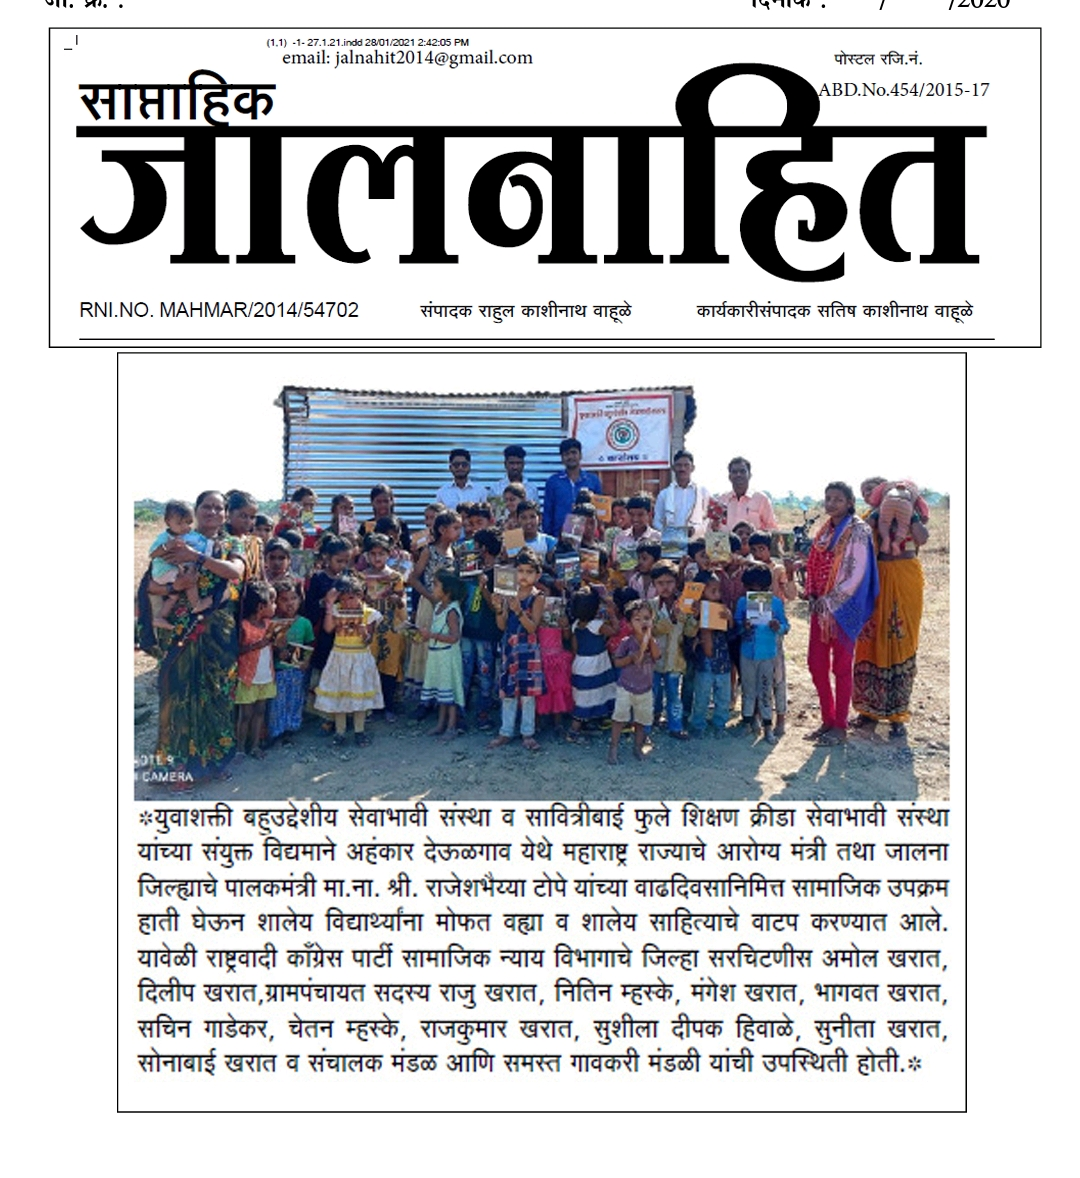 जा. क्र. :
दिनांक : / /2020
(1,1) -1- 27.1.21.indd 28/01/2021 2:42:05 PM
email: jalnahit2014@gmail.com
पोस्टल रजि.नं.
ABD.No.454/2015-17
साप्ताहिक
जालनाहित
RNI.NO. MAHMAR/2014/54702 संपादक राहुल काशीनाथ वाहूळे कार्यकारीसंपादक सतिष काशीनाथ वाहूळे
OTE 9
CAMERA
*युवाशक्ती बहुउद्देशीय सेवाभावी संस्था व सावित्रीबाई फुले शिक्षण क्रीडा सेवाभावी संस्था
यांच्या संयुक्त विद्यमाने अहंकार देऊळगाव येथे महाराष्ट्र राज्याचे आरोग्य मंत्री तथा जालना
जिल्ह्याचे पालकमंत्री मा.ना. श्री. राजेशभैय्या टोपे यांच्या वाढदिवसानिमित्त सामाजिक उपक्रम
हाती घेऊन शालेय विद्यार्थ्यांना मोफत वह्या व शालेय साहित्याचे वाटप करण्यात आले.
यावेळी राष्ट्रवादी काँग्रेस पार्टी सामाजिक न्याय विभागाचे जिल्हा सरचिटणीस अमोल खरात,
दिलीप खरात,ग्रामपंचायत सदस्य राजु खरात, नितिन म्हस्के, मंगेश खरात, भागवत खरात,
सचिन गाडेकर, चेतन म्हस्के, राजकुमार खरात, सुशीला दीपक हिवाळे, सुनीता खरात,
सोनाबाई खरात व संचालक मंडळ आणि समस्त गावकरी मंडळी यांची उपस्थिती होती.*